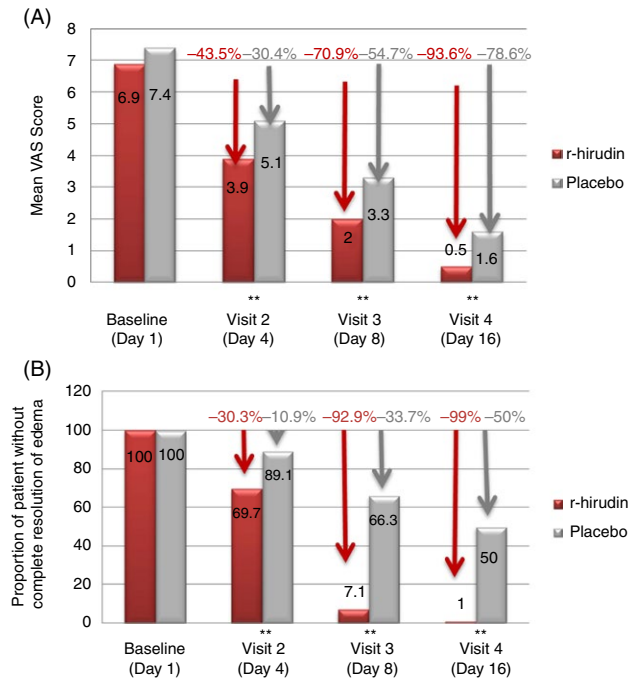 (A)
8
7
6
5
4
3
2
1
0
Mean VAS Score
–43.5% –30.4% –70.9% –54.7% –93.6% –78.6%
6.9 7.4
3.9 5.1
2 3.3
0.5 1.6
r-hirudin
Placebo
** ** **
Baseline Visit 2 Visit 3 Visit 4
(Day 1) (Day 4) (Day 8) (Day 16)
(B)
120
100
80
60
40
20
0
Proportion of patient without
complete resolution of edema
–30.3% –10.9% –92.9% –33.7% –99% –50%
100 100
69.7 89.1
7.1 66.3
1 50
r-hirudin
Placebo
** ** **
Baseline Visit 2 Visit 3 Visit 4
(Day 1) (Day 4) (Day 8) (Day 16)